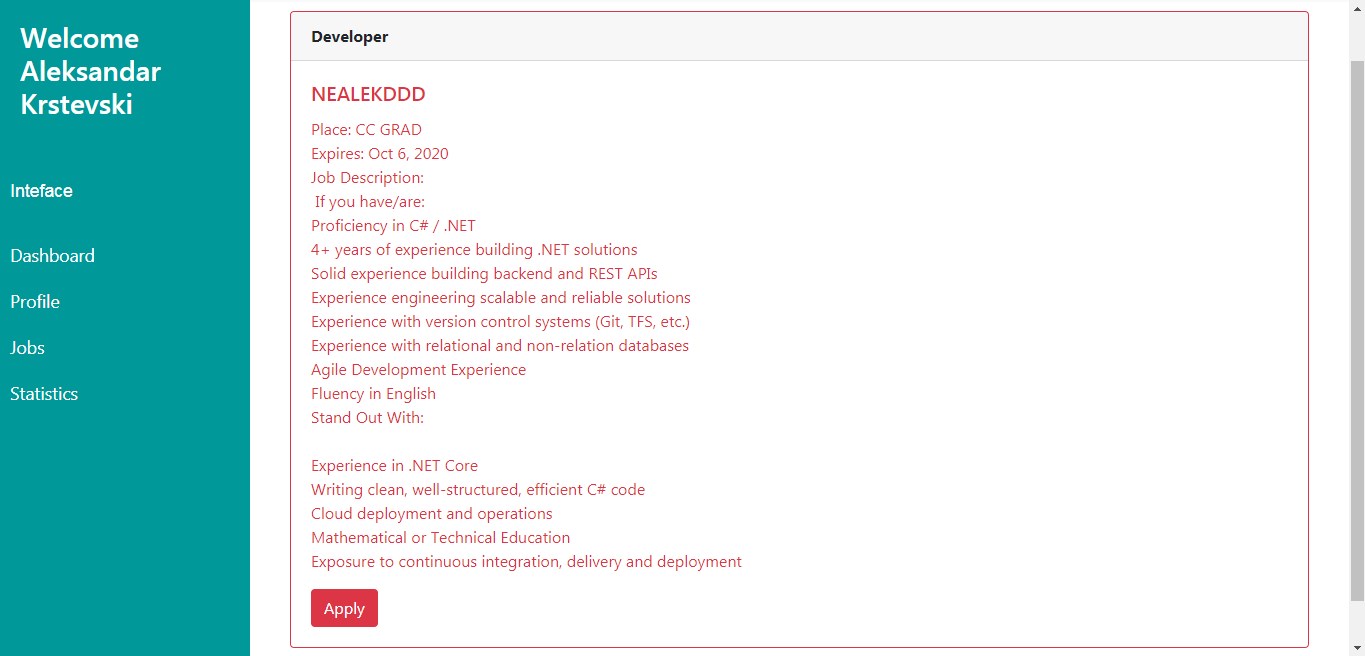 Welcome
Aleksandar
Krstevski
Inteface
Dashboard
Profile
Jobs
Statistics
Developer
NEALEKDDD
Place: CC GRAD
Expires: Oct 6, 2020
Job Description:
If you have/are:
Proficiency in C# / .NET
4+ years of experience building .NET solutions
Solid experience building backend and REST APIs
Experience engineering scalable and reliable solutions
Experience with version control systems (Git, TFS, etc.)
Experience with relational and non-relation databases
Agile Development Experience
Fluency in English
Stand Out With:
Experience in .NET Core
Writing clean, well-structured, efficient C# code
Cloud deployment and operations
Mathematical or Technical Education
Exposure to continuous integration, delivery and deployment
Apply